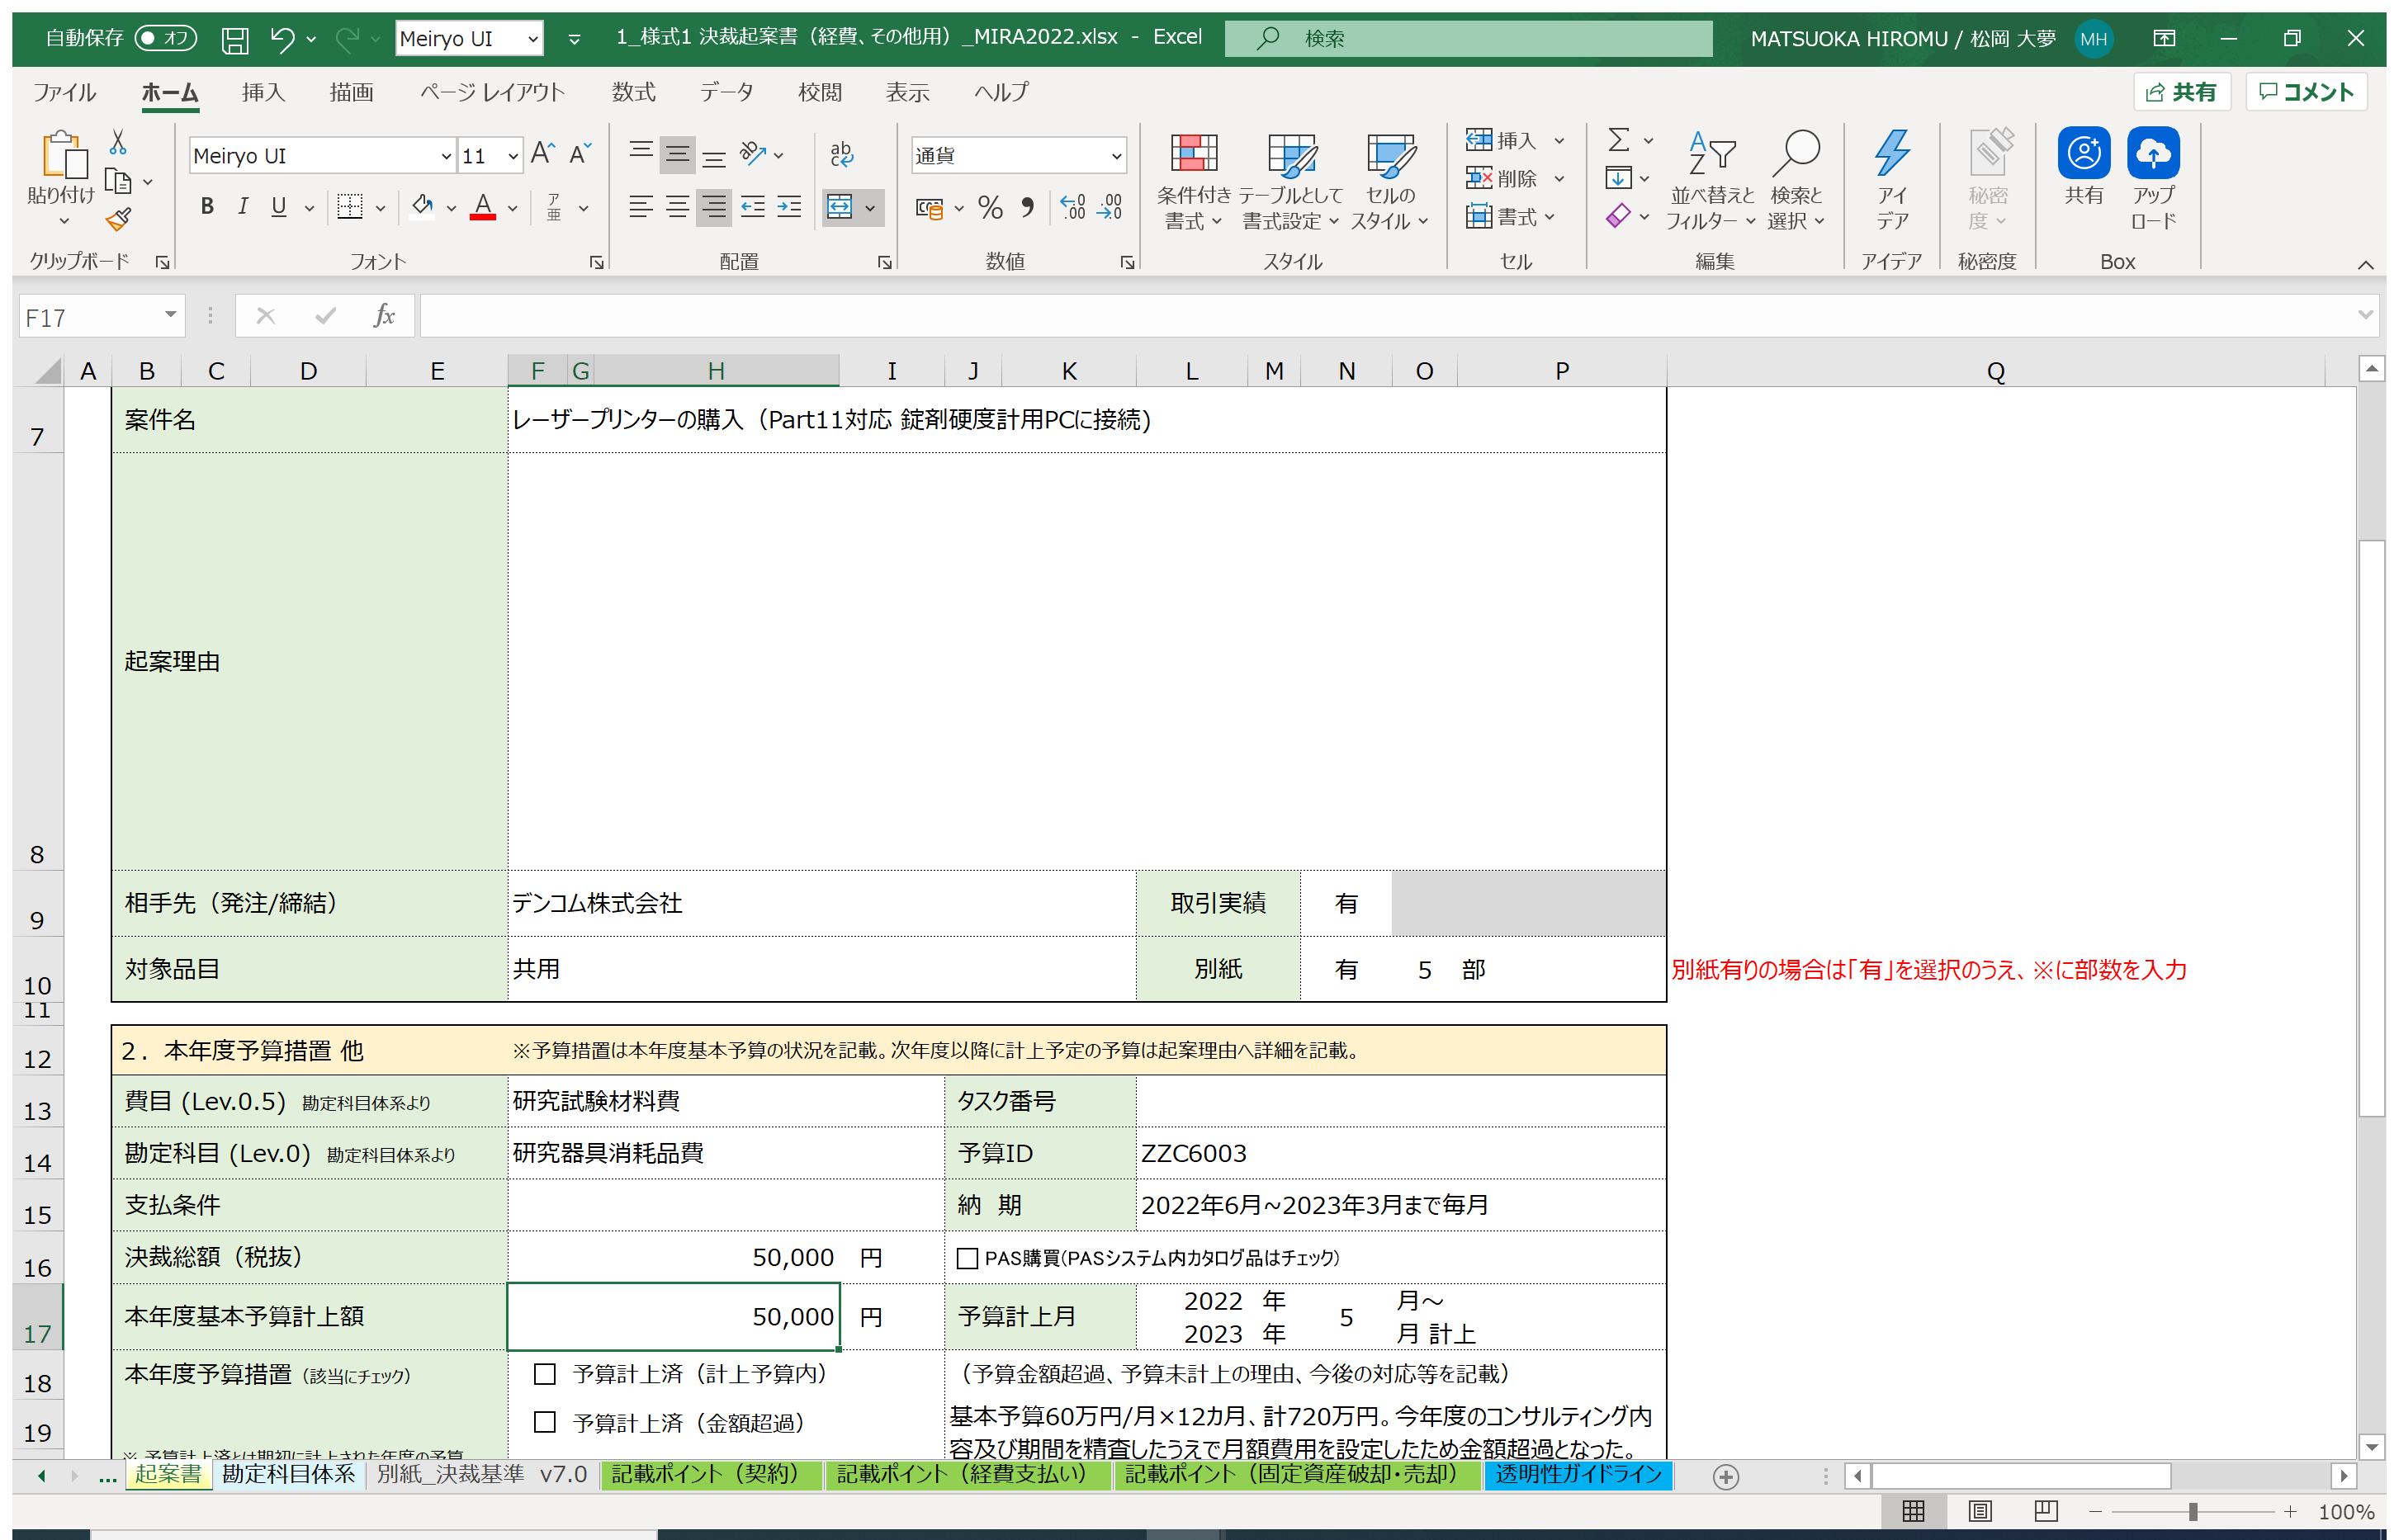 自動保存 オフ Meiryo UI 1_様式1 決裁起案書（経費、その他用）_MIRA2022.xlsx - Excel 検索 MATSUOKA HIROMU / 松岡 大夢 MH
ファイル ホーム 挿入 描画 ページ レイアウト 数式 データ 校閲 表示 ヘルプ 共有 コメント
貼り付け Meiryo UI 11 A A ab c 通貨 条件付き書式 テーブルとして書式設定 セルのスタイル 挿入 削除 書式 並べ替えとフィルター 検索と選択 アイデア 秘密度 共有 アップロード
B I U A ア亜 % .00 .00
クリップボード フォント 配置 数値 スタイル セル 編集 アイデア 秘密度 Box
F17 fx
A B C D E F G H I J K L M N O P Q
7 案件名 レーザープリンターの購入（Part11対応 錠剤硬度計用PCに接続)
8 起案理由
9 相手先（発注/締結） デンコム株式会社 取引実績 有
10 対象品目 共用 別紙 有 5 部 別紙有りの場合は「有」を選択のうえ、※に部数を入力
11
12 2．本年度予算措置 他 ※予算措置は本年度基本予算の状況を記載。次年度以降に計上予定の予算は起案理由へ詳細を記載。
13 費目 (Lev.0.5) 勘定科目体系より 研究試験材料費 タスク番号
14 勘定科目 (Lev.0) 勘定科目体系より 研究器具消耗品費 予算ID ZZC6003
15 支払条件 納 期 2022年6月~2023年3月まで毎月
16 決裁総額（税抜） 50,000 円 PAS購買(PASシステム内カタログ品はチェック)
17 本年度基本予算計上額 50,000 円 予算計上月 2022 年 5 月～
2023 年 月 計上
18 本年度予算措置（該当にチェック） 予算計上済（計上予算内） （予算金額超過、予算未計上の理由、今後の対応等を記載）
19 予算計上済（金額超過） 基本予算60万円/月×12カ月、計720万円。今年度のコンサルティング内
容及び期間を精査したうえで月額費用を設定したため金額超過となった。
※ 予算計上済とは期初に計上された年度の予算
... 起案書 勘定科目体系 別紙_決裁基準 v7.0 記載ポイント（契約） 記載ポイント（経費支払い） 記載ポイント（固定資産破却・売却） 透明性ガイドライン
100%